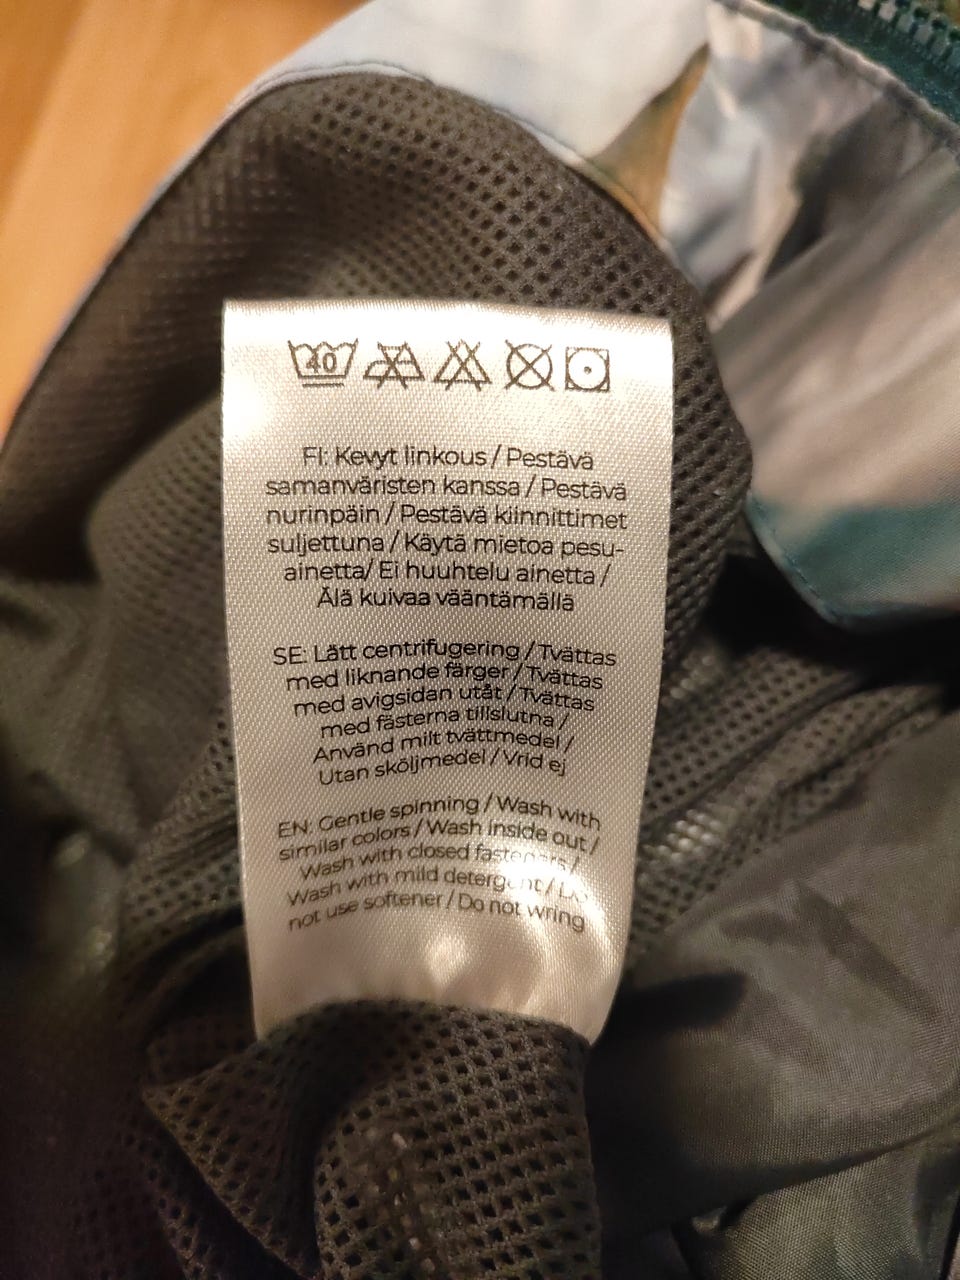 40
FI: Kevyt linkous / Pestävä
samanväristen kanssa / Pestävä
nurinpäin / Pestävä kiinnittimet
suljettuna / Käytä mietoa pesu-
ainetta/ Ei huuhtelu ainetta /
Älä kuivaa vääntämällä
SE: Lätt centrifugering / Tvättas
med liknande färger / Tvättas
med avigsidan utåt / Tvättas
med fästerna tillslutna /
Använd milt tvättmedel /
Utan sköljmedel / Vrid ej
EN: Gentle spinning / Wash with
similar colors / Wash inside out /
Wash with closed fasteners /
Wash with mild detergent / Do
not use softener / Do not wring